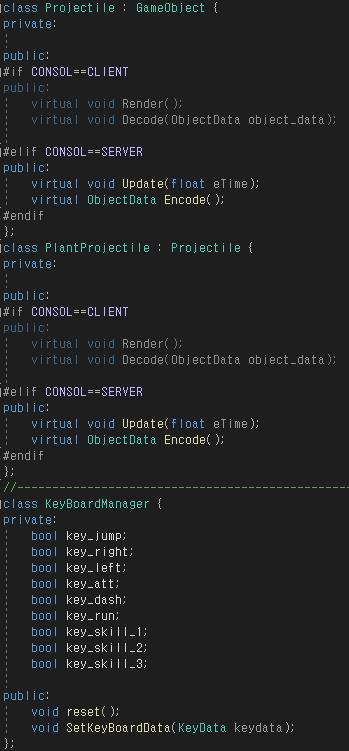 class Projectile : GameObject {
private:

public:
#if CONSOL==CLIENT
public:
    virtual void Render();
    virtual void Decode(ObjectData object_data);

#elif CONSOL==SERVER
public:
    virtual void Update(float eTime);
    virtual ObjectData Encode();
#endif
};
class PlantProjectile : Projectile {
private:

public:
#if CONSOL==CLIENT
public:
    virtual void Render();
    virtual void Decode(ObjectData object_data);

#elif CONSOL==SERVER
public:
    virtual void Update(float eTime);
    virtual ObjectData Encode();
#endif
};
//-----------------------------------------------
class KeyBoardManager {
private:
    bool key_jump;
    bool key_right;
    bool key_left;
    bool key_att;
    bool key_dash;
    bool key_run;
    bool key_skill_1;
    bool key_skill_2;
    bool key_skill_3;

public:
    void reset();
    void SetKeyBoardData(KeyData keydata);
};